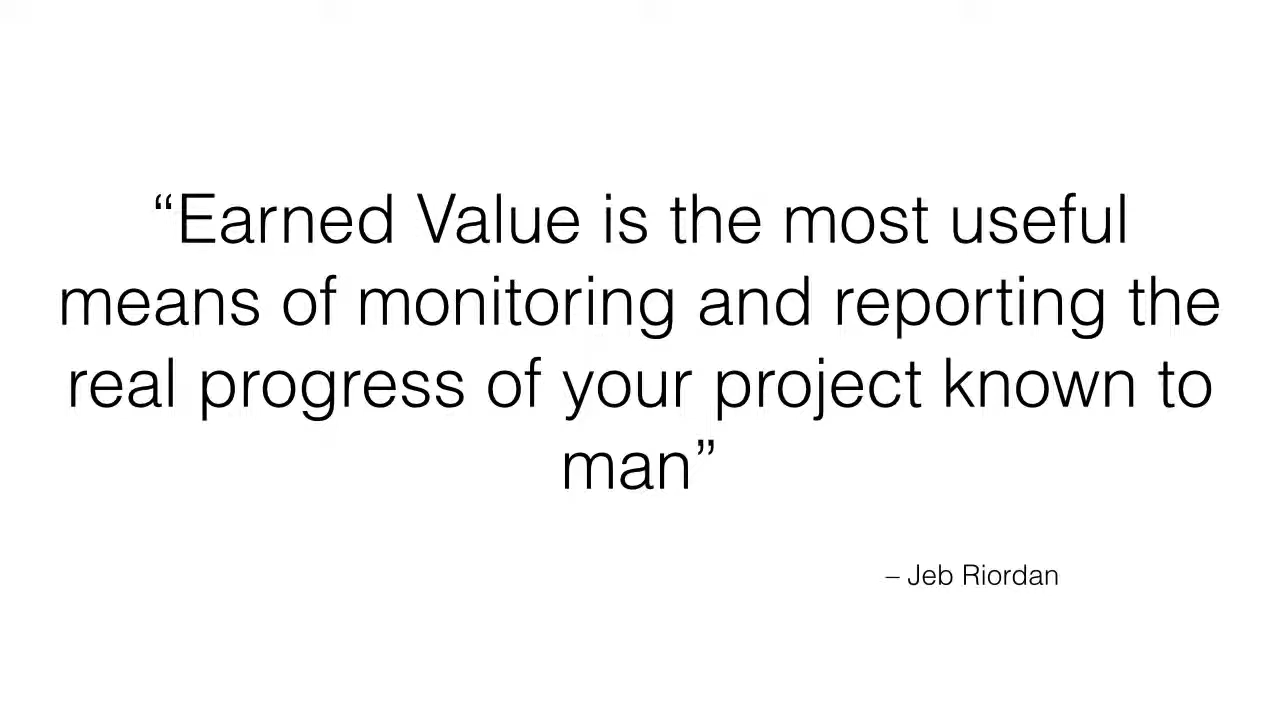 “Earned Value is the most useful
means of monitoring and reporting the
real progress of your project known to
man”
– Jeb Riordan